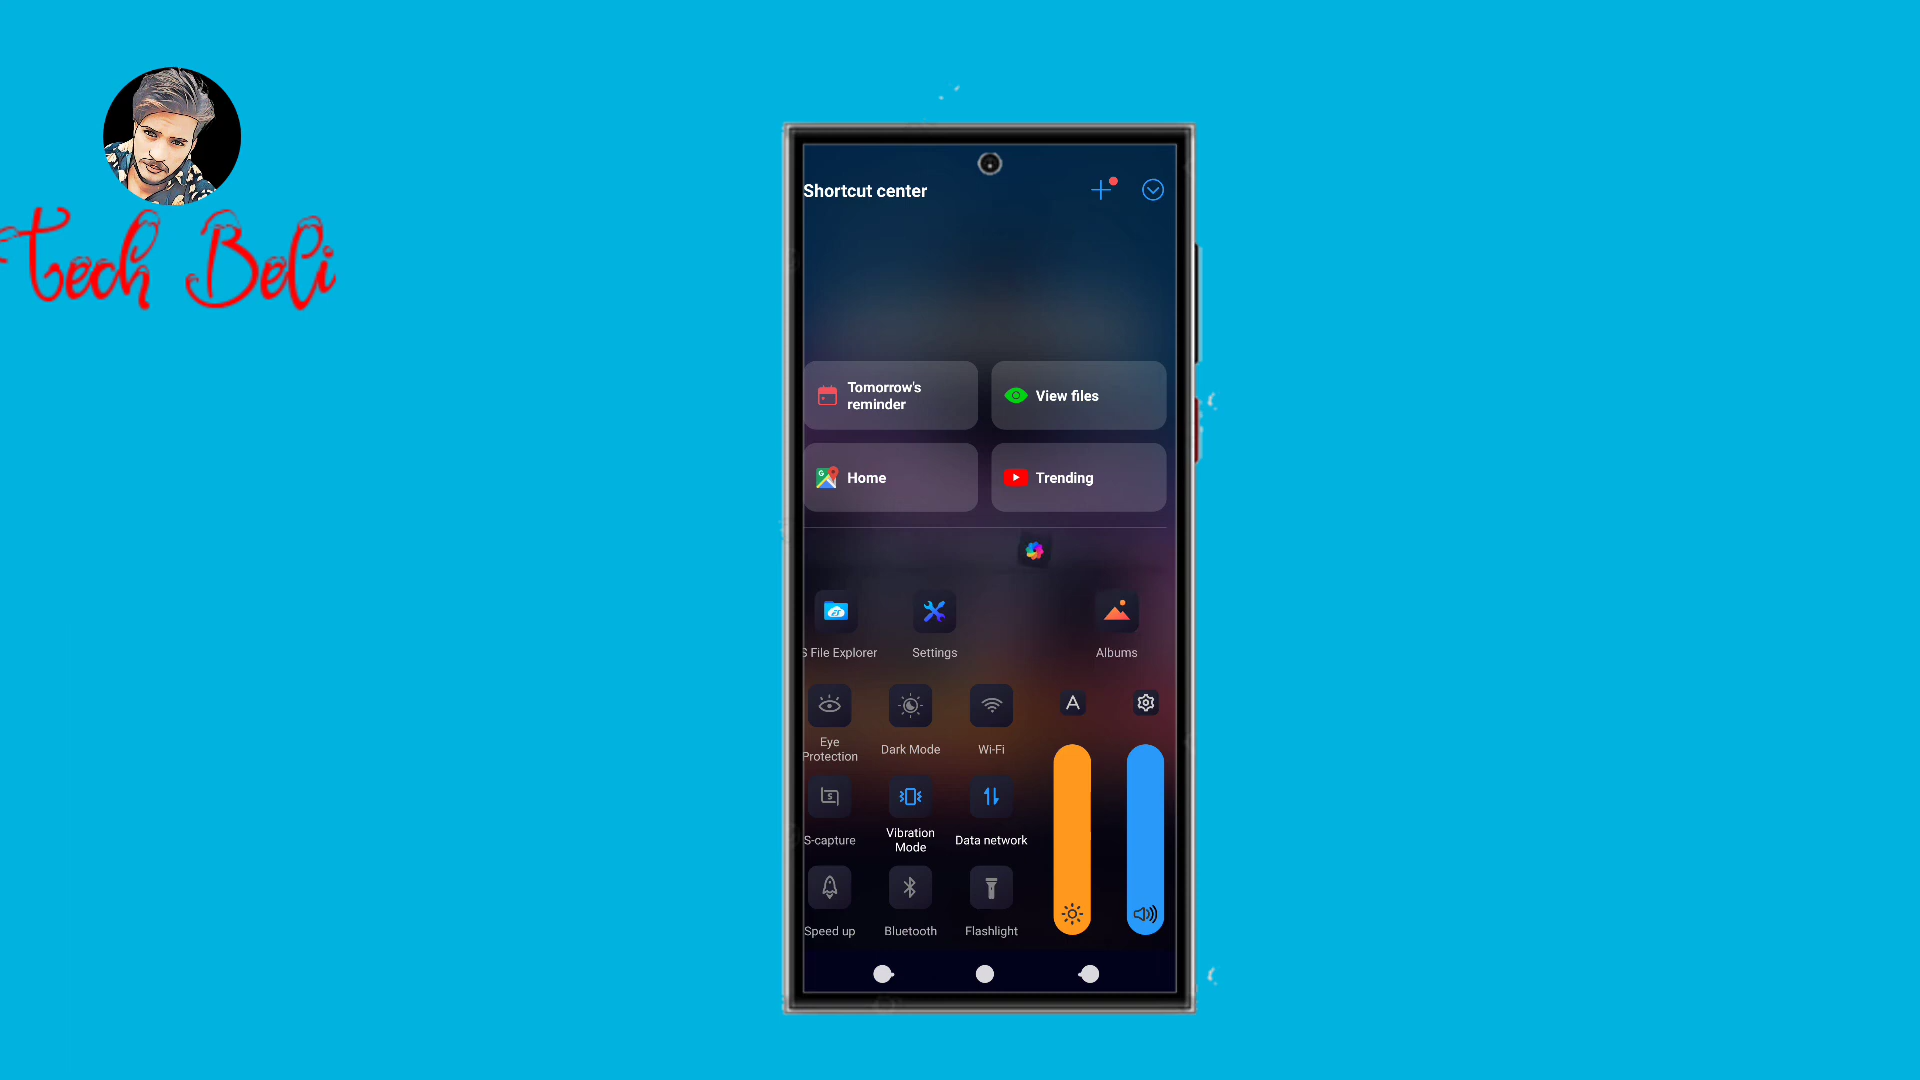 Tech Beli
Shortcut center
Tomorrow's
reminder
View files
Home
Trending
S File Explorer
Settings
Albums
A
Eye
Protection
Dark Mode
Wi-Fi
S-capture
Vibration
Mode
Data network
Speed up
Bluetooth
Flashlight